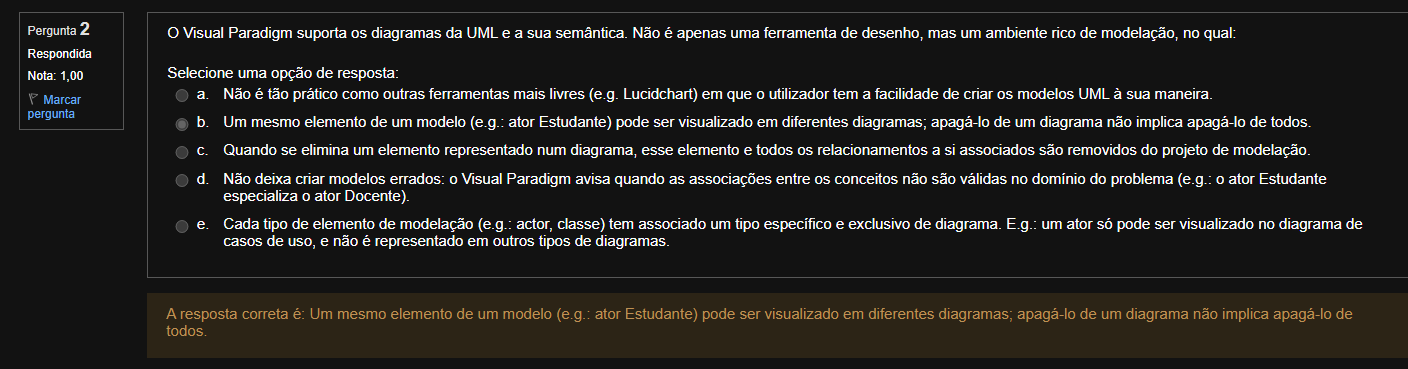 Pergunta 2
Respondida
Nota: 1,00
Marcar
pergunta
O Visual Paradigm suporta os diagramas da UML e a sua semântica. Não é apenas uma ferramenta de desenho, mas um ambiente rico de modelação, no qual:
Selecione uma opção de resposta:
a. Não é tão prático como outras ferramentas mais livres (e.g. Lucidchart) em que o utilizador tem a facilidade de criar os modelos UML à sua maneira.
b. Um mesmo elemento de um modelo (e.g.: ator Estudante) pode ser visualizado em diferentes diagramas; apagá-lo de um diagrama não implica apagá-lo de todos.
c. Quando se elimina um elemento representado num diagrama, esse elemento e todos os relacionamentos a si associados são removidos do projeto de modelação.
d. Não deixa criar modelos errados: o Visual Paradigm avisa quando as associações entre os conceitos não são válidas no domínio do problema (e.g.: o ator Estudante
especializa o ator Docente).
e. Cada tipo de elemento de modelação (e.g.: actor, classe) tem associado um tipo específico e exclusivo de diagrama. E.g.: um ator só pode ser visualizado no diagrama de
casos de uso, e não é representado em outros tipos de diagramas.
A resposta correta é: Um mesmo elemento de um modelo (e.g.: ator Estudante) pode ser visualizado em diferentes diagramas; apagá-lo de um diagrama não implica apagá-lo de
todos.